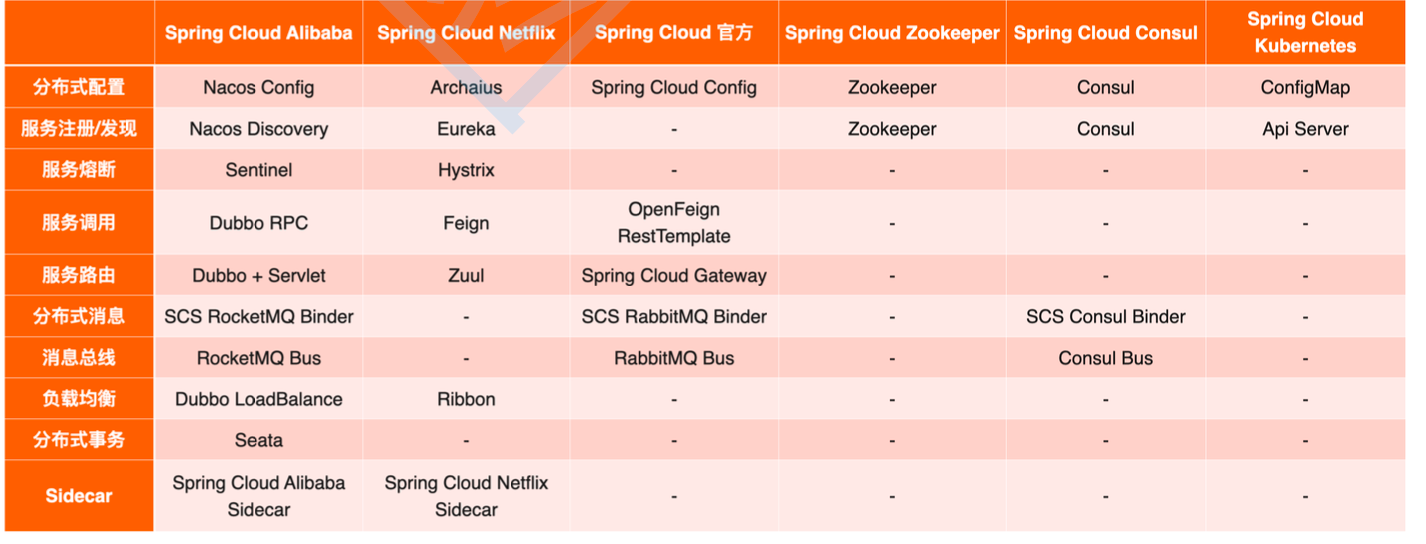 Spring Cloud Alibaba Spring Cloud Netflix Spring Cloud 官方 Spring Cloud Zookeeper Spring Cloud Consul Spring Cloud
Kubernetes
分布式配置 Nacos Config Archaius Spring Cloud Config Zookeeper Consul ConfigMap
服务注册/发现 Nacos Discovery Eureka - Zookeeper Consul Api Server
服务熔断 Sentinel Hystrix - - - -
服务调用 Dubbo RPC Feign OpenFeign
RestTemplate - - -
服务路由 Dubbo + Servlet Zuul Spring Cloud Gateway - - -
分布式消息 SCS RocketMQ Binder - SCS RabbitMQ Binder - SCS Consul Binder -
消息总线 RocketMQ Bus - RabbitMQ Bus - Consul Bus -
负载均衡 Dubbo LoadBalance Ribbon - - - -
分布式事务 Seata - - - - -
Sidecar Spring Cloud Alibaba
Sidecar Spring Cloud Netflix
Sidecar - - - -